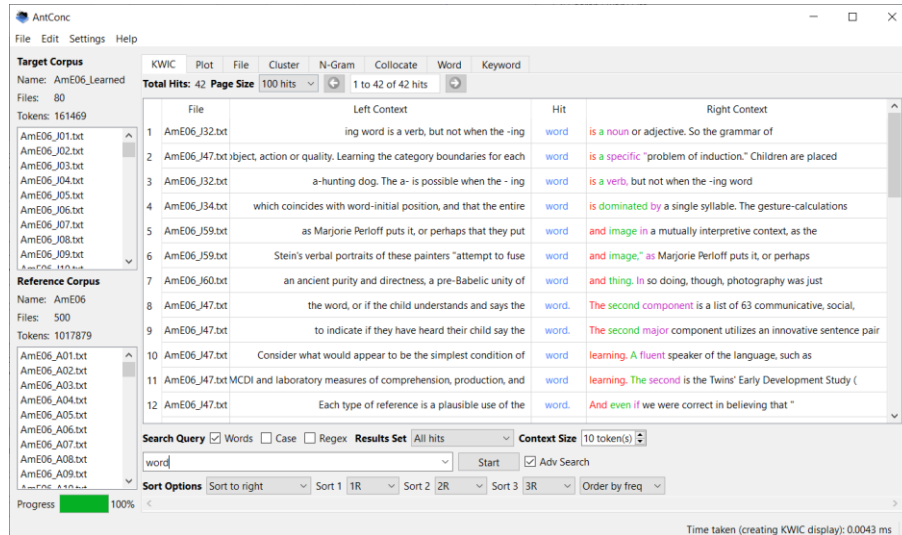 AntConc
File Edit Settings Help
Target Corpus
Name: AmE06_Learned
Files: 80
Tokens: 161469
AmE06_J01.txt
AmE06_J02.txt
AmE06_J03.txt
AmE06_J04.txt
AmE06_J05.txt
AmE06_J06.txt
AmE06_J07.txt
AmE06_J08.txt
AmE06_J09.txt
AmE06_J10.txt
Reference Corpus
Name: AmE06
Files: 500
Tokens: 1017879
AmE06_A01.txt
AmE06_A02.txt
AmE06_A03.txt
AmE06_A04.txt
AmE06_A05.txt
AmE06_A06.txt
AmE06_A07.txt
AmE06_A08.txt
AmE06_A09.txt
AmE06_A10.txt
Progress 100%
KWIC Plot File Cluster N-Gram Collocate Word Keyword
Total Hits: 42 Page Size 100 hits 1 to 42 of 42 hits
File Left Context Hit Right Context
1 AmE06_J32.txt ing word is a verb, but not when the -ing word is a noun or adjective. So the grammar of
2 AmE06_J47.txt object, action or quality. Learning the category boundaries for each word is a specific "problem of induction." Children are placed
3 AmE06_J32.txt a-hunting dog. The a- is possible when the - ing word is a verb, but not when the -ing word
4 AmE06_J34.txt which coincides with word-initial position, and that the entire word is dominated by a single syllable. The gesture-calculations
5 AmE06_J59.txt as Marjorie Perloff puts it, or perhaps that they put word and image in a mutually interpretive context, as the
6 AmE06_J59.txt Stein's verbal portraits of these painters "attempt to fuse word and image," as Marjorie Perloff puts it, or perhaps
7 AmE06_J60.txt an ancient purity and directness, a pre-Babelic unity of word and thing. In so doing, though, photography was just
8 AmE06_J47.txt the word, or if the child understands and says the word. The second component is a list of 63 communicative, social,
9 AmE06_J47.txt to indicate if they have heard their child say the word. The second major component utilizes an innovative sentence pair
10 AmE06_J47.txt Consider what would appear to be the simplest condition of word learning. A fluent speaker of the language, such as
11 AmE06_J47.txt MCDI and laboratory measures of comprehension, production, and word learning. The second is the Twins' Early Development Study (
12 AmE06_J47.txt Each type of reference is a plausible use of the word. And even if we were correct in believing that "
Search Query Words Case Regex Results Set All hits Context Size 10 token(s)
word Start Adv Search
Sort Options Sort to right Sort 1 1R Sort 2 2R Sort 3 3R Order by freq
Time taken (creating KWIC display): 0.0043 ms